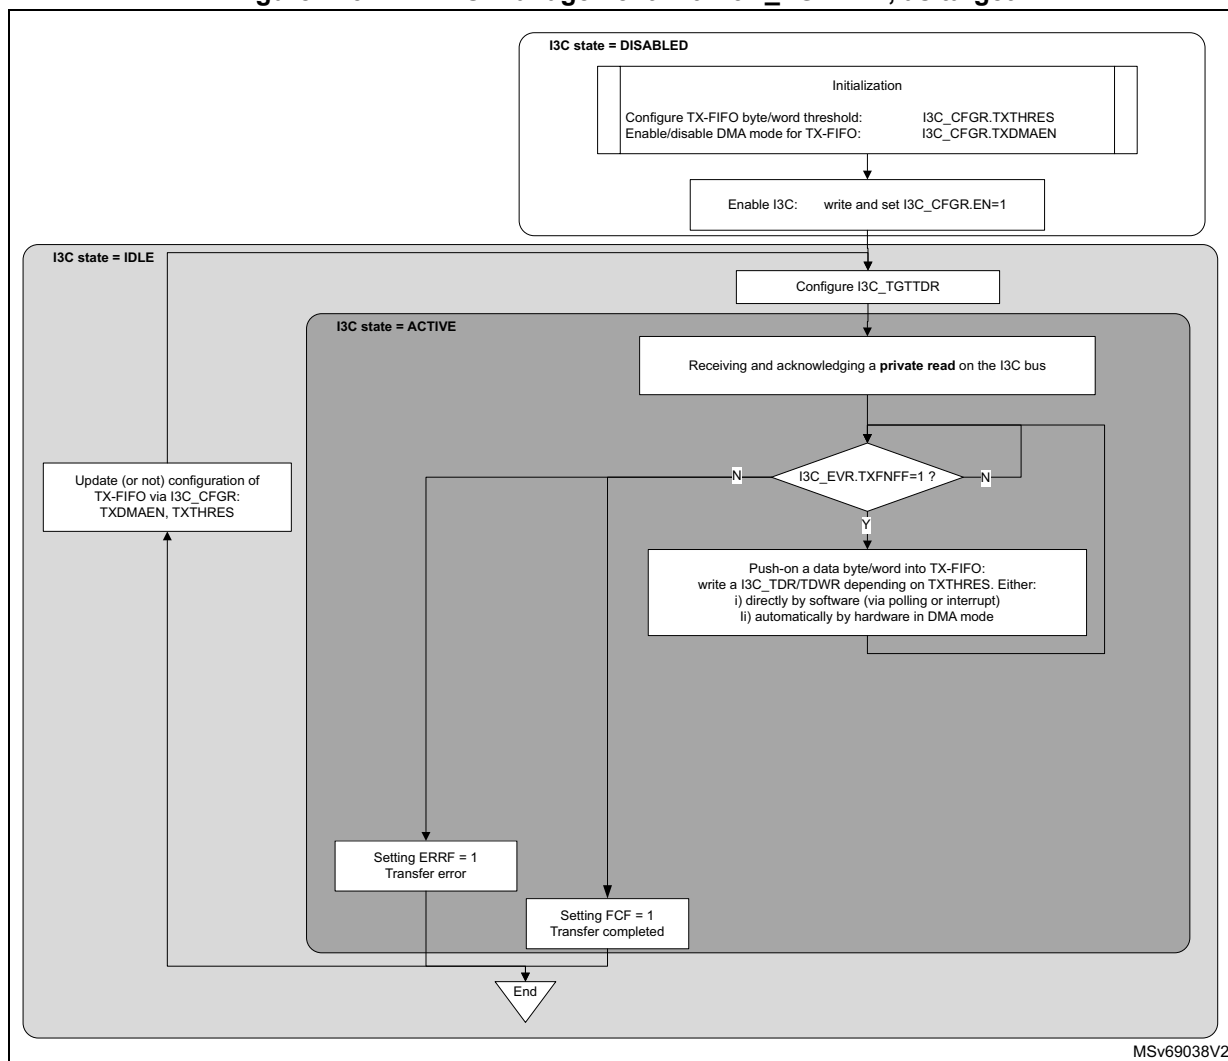 I3C state = DISABLED
Initialization
Configure TX-FIFO byte/word threshold: I3C_CFGR.TXTHRES
Enable/disable DMA mode for TX-FIFO: I3C_CFGR.TXDMAEN
Enable I3C: write and set I3C_CFGR.EN=1
I3C state = IDLE
Configure I3C_TGTTDR
I3C state = ACTIVE
Receiving and acknowledging a private read on the I3C bus
Update (or not) configuration of
TX-FIFO via I3C_CFGR:
TXDMAEN, TXTHRES
N
I3C_EVR.TXFNFF=1 ?
N
Y
Push-on a data byte/word into TX-FIFO:
write a I3C_TDR/TDWR depending on TXTHRES. Either:
i) directly by software (via polling or interrupt)
Ii) automatically by hardware in DMA mode
Setting ERRF = 1
Transfer error
Setting FCF = 1
Transfer completed
End
MSv69038V2